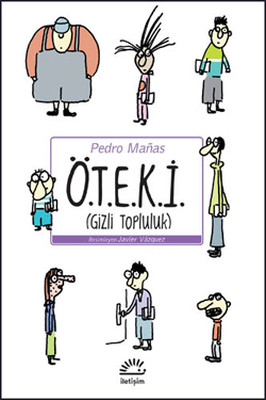 Pedro Mañas
Ö.T.E.K.İ.
(Gizli Topluluk)
Resimleyen Javier Vázquez
iletişim